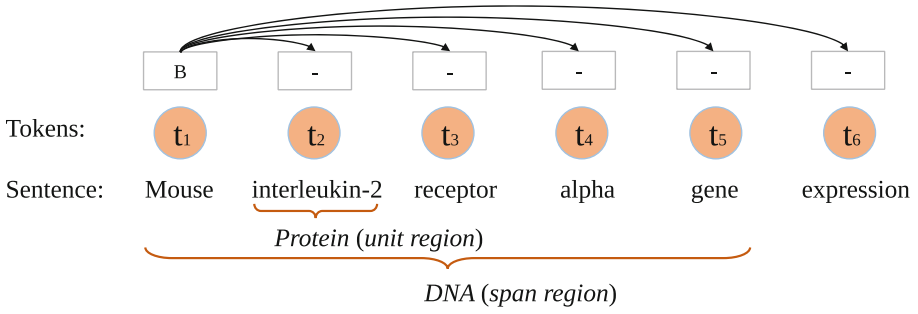 B - - - - -
Tokens: t1 t2 t3 t4 t5 t6
Sentence: Mouse interleukin-2 receptor alpha gene expression
Protein (unit region)
DNA (span region)